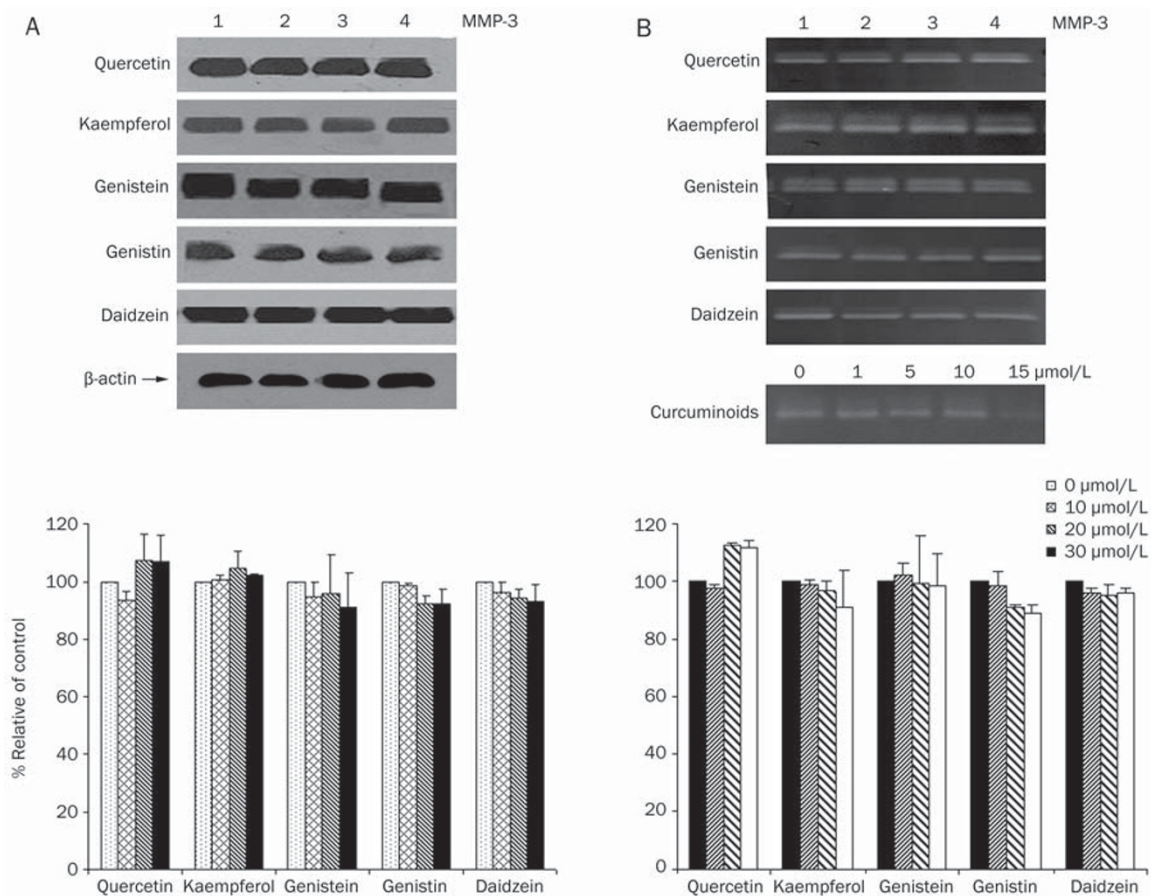 A
1 2 3 4 MMP-3
Quercetin
Kaempferol
Genistein
Genistin
Daidzein
β-actin
B
1 2 3 4 MMP-3
Quercetin
Kaempferol
Genistein
Genistin
Daidzein
0 1 5 10 15 μmol/L
Curcuminoids
% Relative of control
120
100
80
60
40
20
0
Quercetin Kaempferol Genistein Genistin Daidzein
0 μmol/L
10 μmol/L
20 μmol/L
30 μmol/L
120
100
80
60
40
20
0
Quercetin Kaempferol Genistein Genistin Daidzein